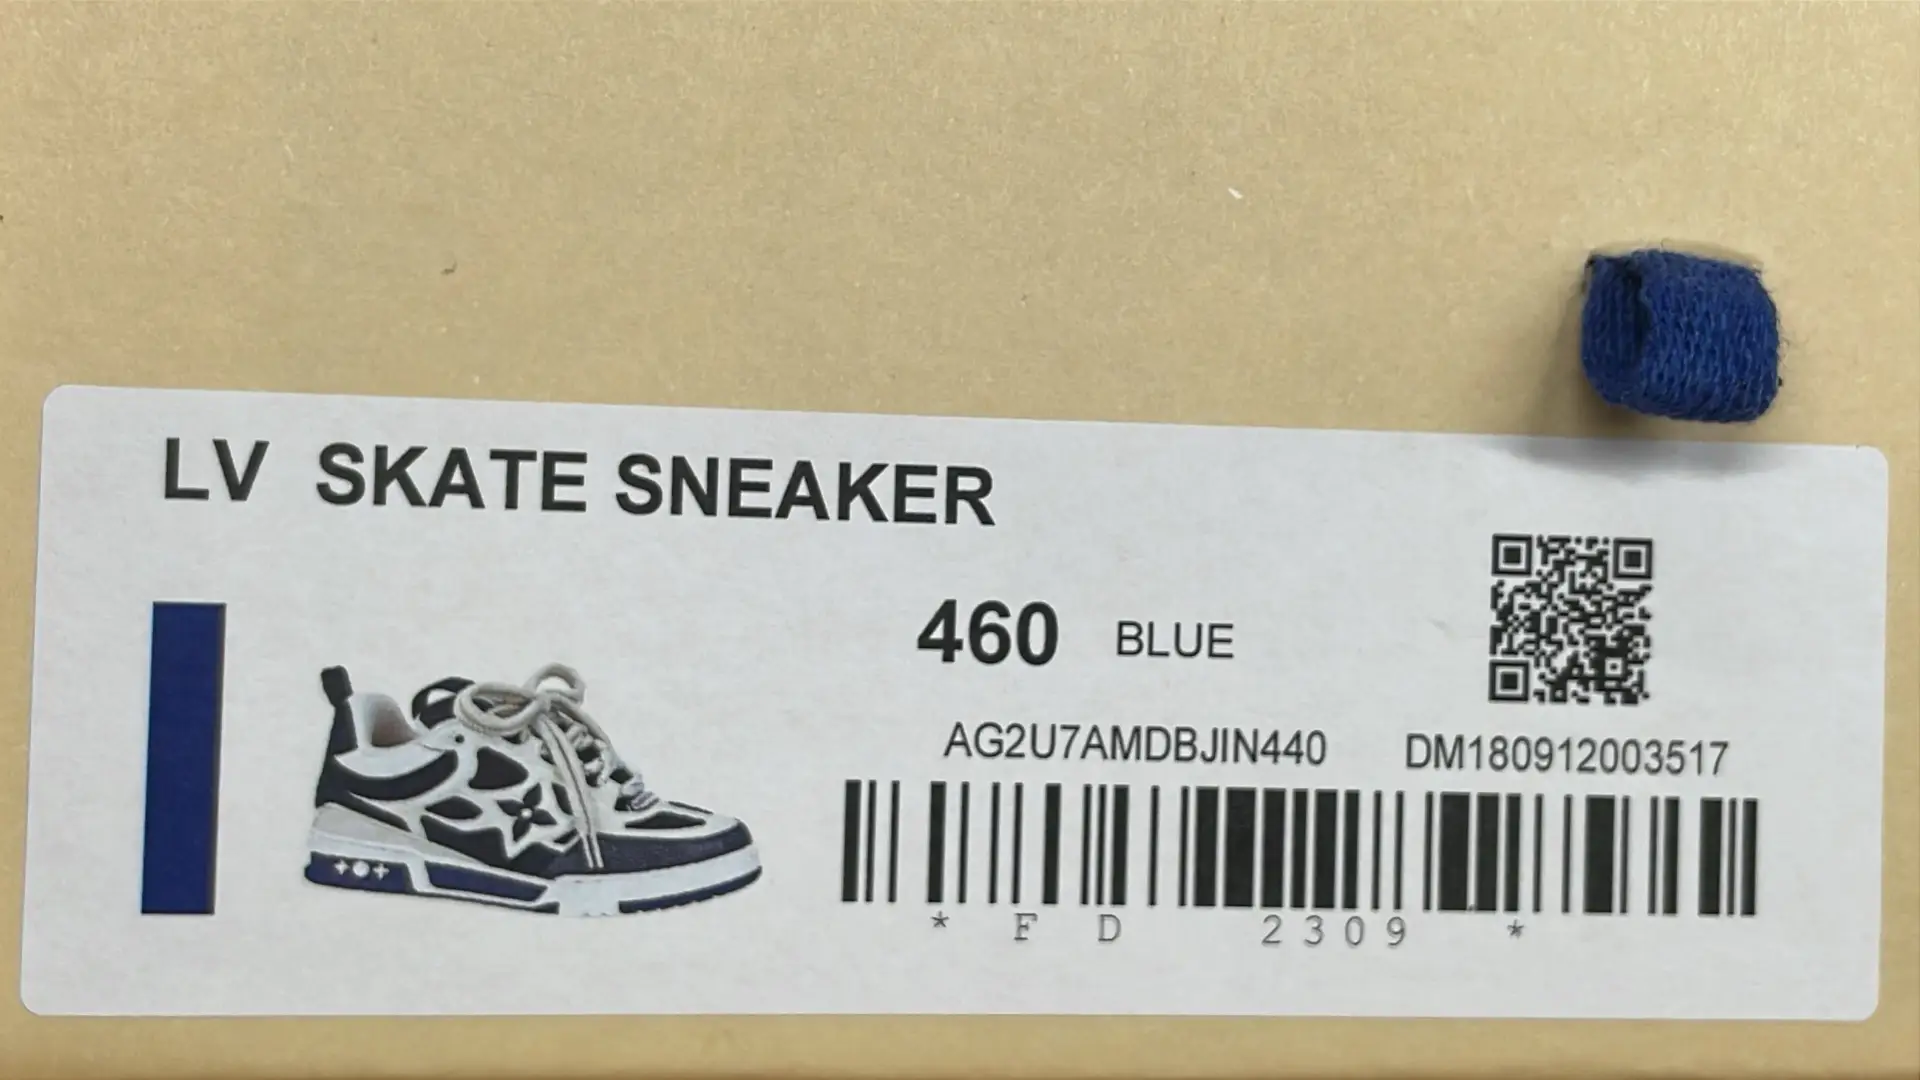 LV SKATE SNEAKER
460 BLUE
AG2U7AMDBJIN440 DM180912003517
* F D 2309 *